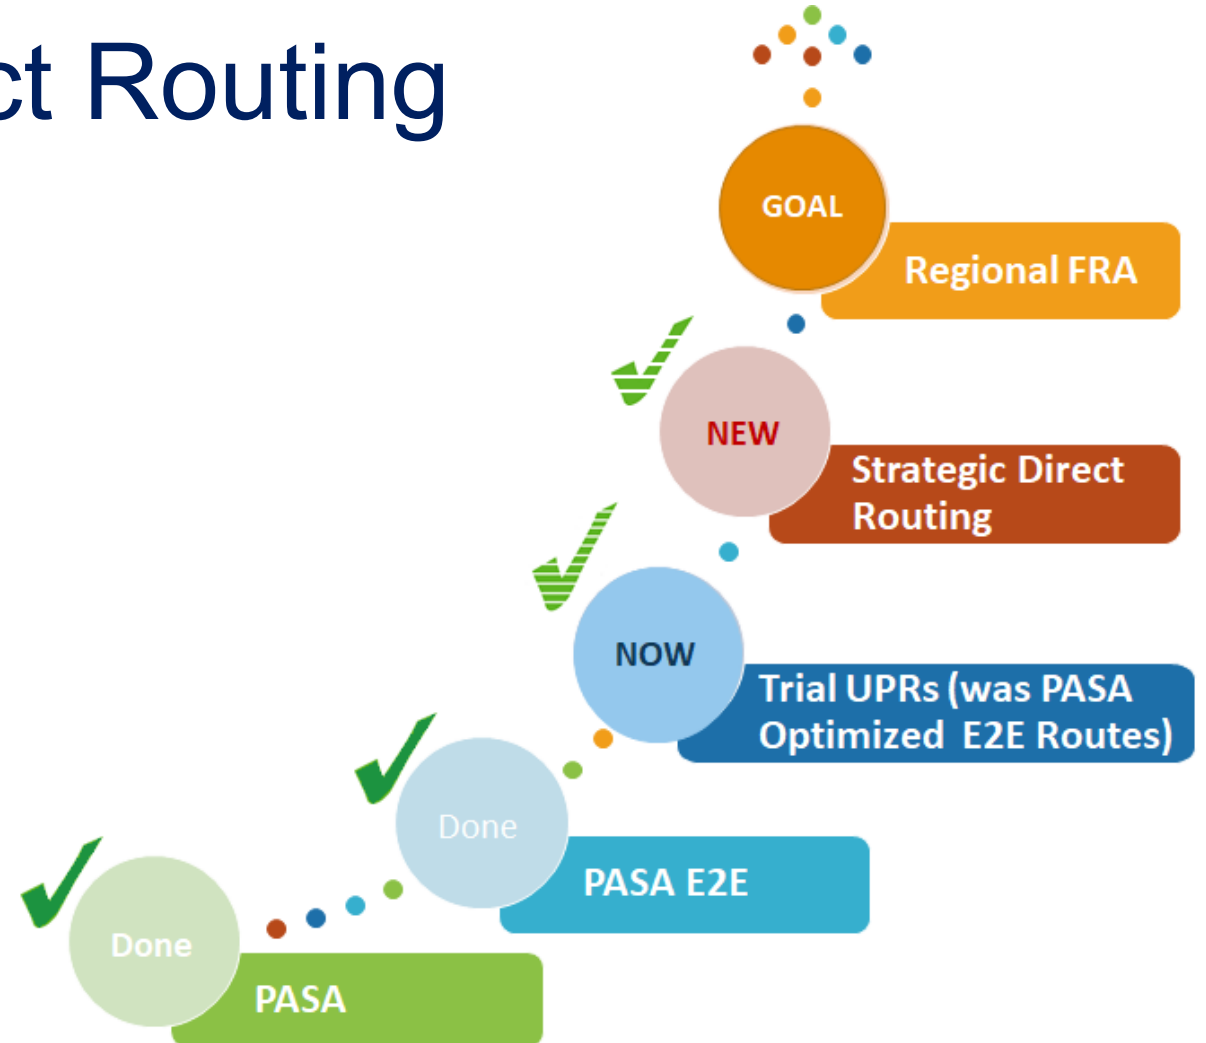 ct Routing
GOAL
Regional FRA
NEW
Strategic Direct
Routing
NOW
Trial UPRs (was PASA
Optimized E2E Routes)
Done
PASA E2E
Done
PASA